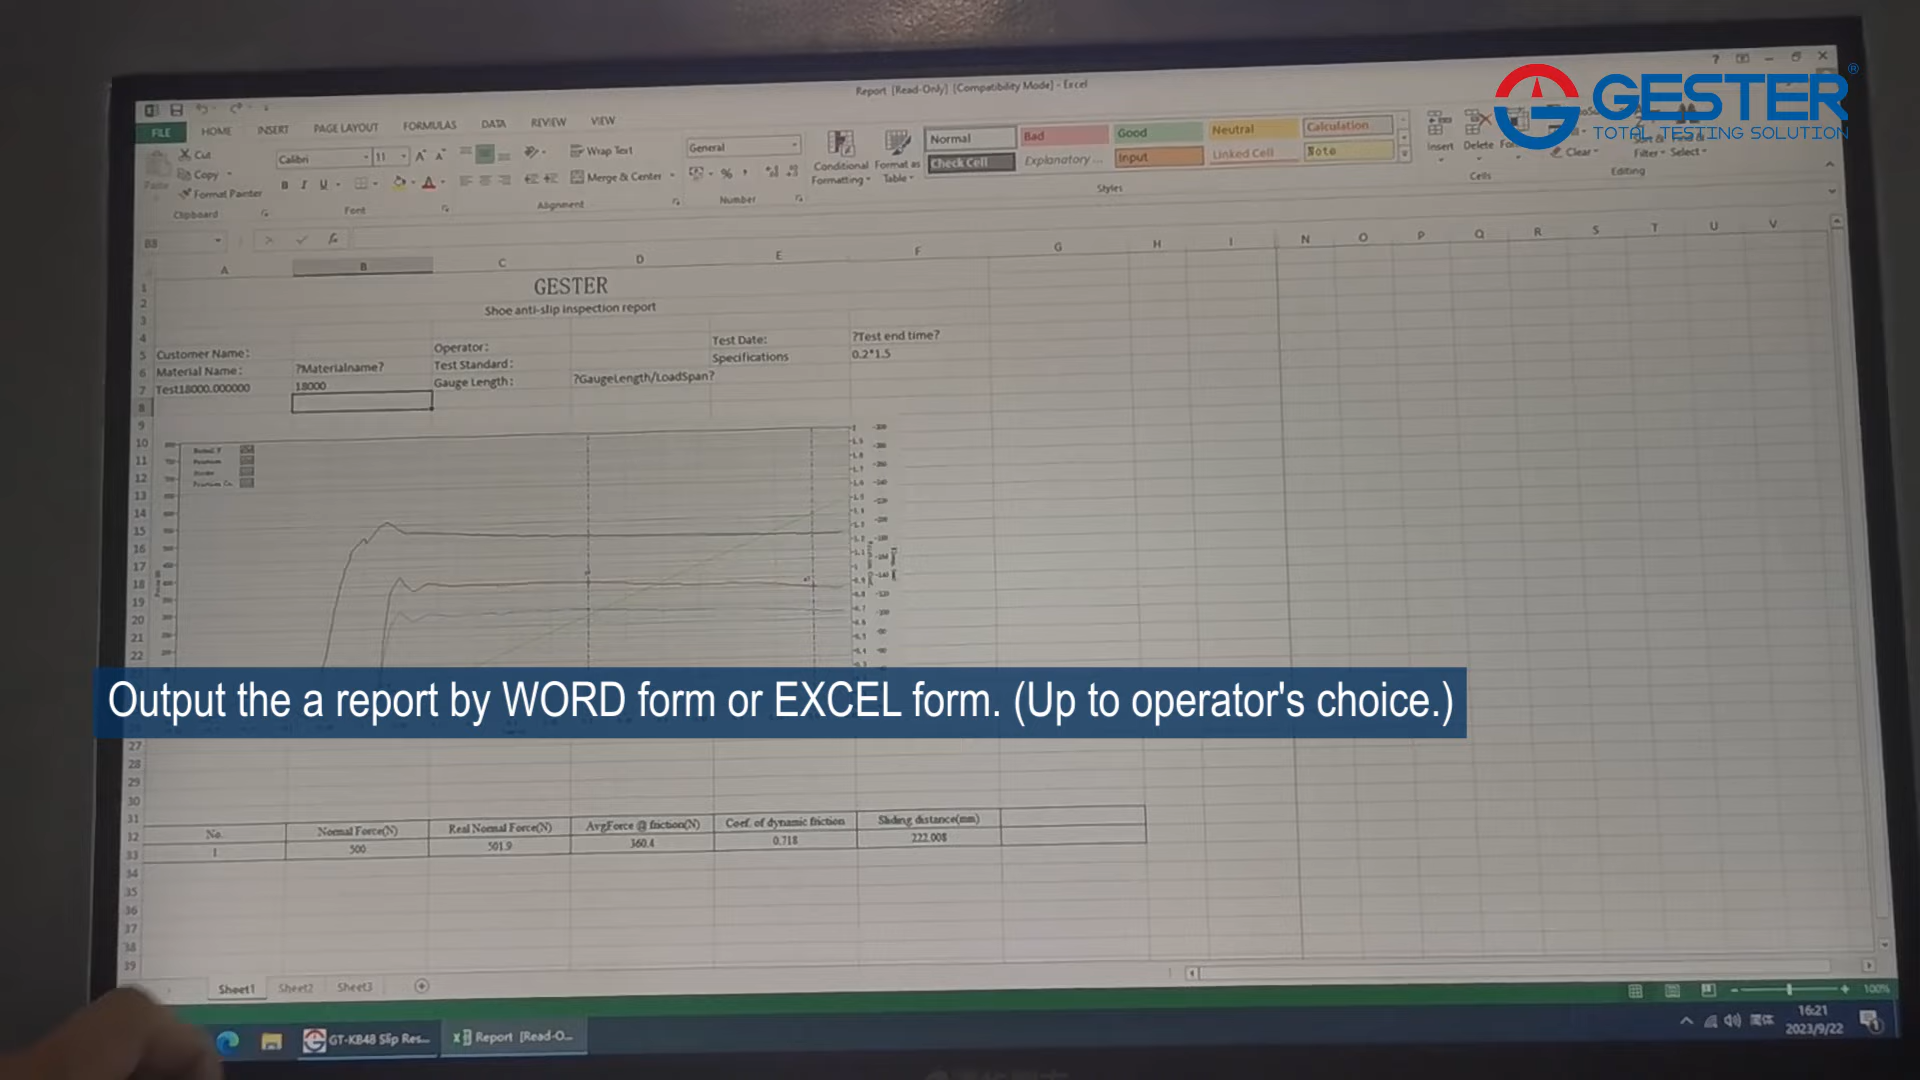 GESTER®
TOTAL TESTING SOLUTION
Report [Read-Only] [Compatibility Mode] - Excel
FILE HOME INSERT PAGE LAYOUT FORMULAS DATA REVIEW VIEW
Cut
Copy
Format Painter
Clipboard
Calibri 11
B I U
Font
Wrap Text
Merge & Center
Alignment
General
Number
Conditional Formatting
Format as Table
Normal Bad Good Neutral Calculation
Check Cell Explanatory ... Input Linked Cell Note
Styles
Insert Delete
Cells
Clear
Filter Select
Editing
B8
A B C D E F G H I N O P Q R S T U V
GESTER
Shoe anti-slip inspection report
Customer Name: Operator: Test Date: ?Test end time?
Material Name: ?Materialname? Test Standard: Specifications 0.2*1.5
Test18000.000000 18000 Gauge Length: ?GaugeLength/LoadSpan?
Output the a report by WORD form or EXCEL form. (Up to operator's choice.)
No. Normal Force(N) Real Normal Force(N) AvgForce @ friction(N) Coef. of dynamic friction Sliding distance(mm)
1 500 501.9 360.4 0.718 222.008
Sheet1 Sheet2 Sheet3
100%
GT-KB48 Slip Res...
Report [Read-O...
16:21
2023/9/22